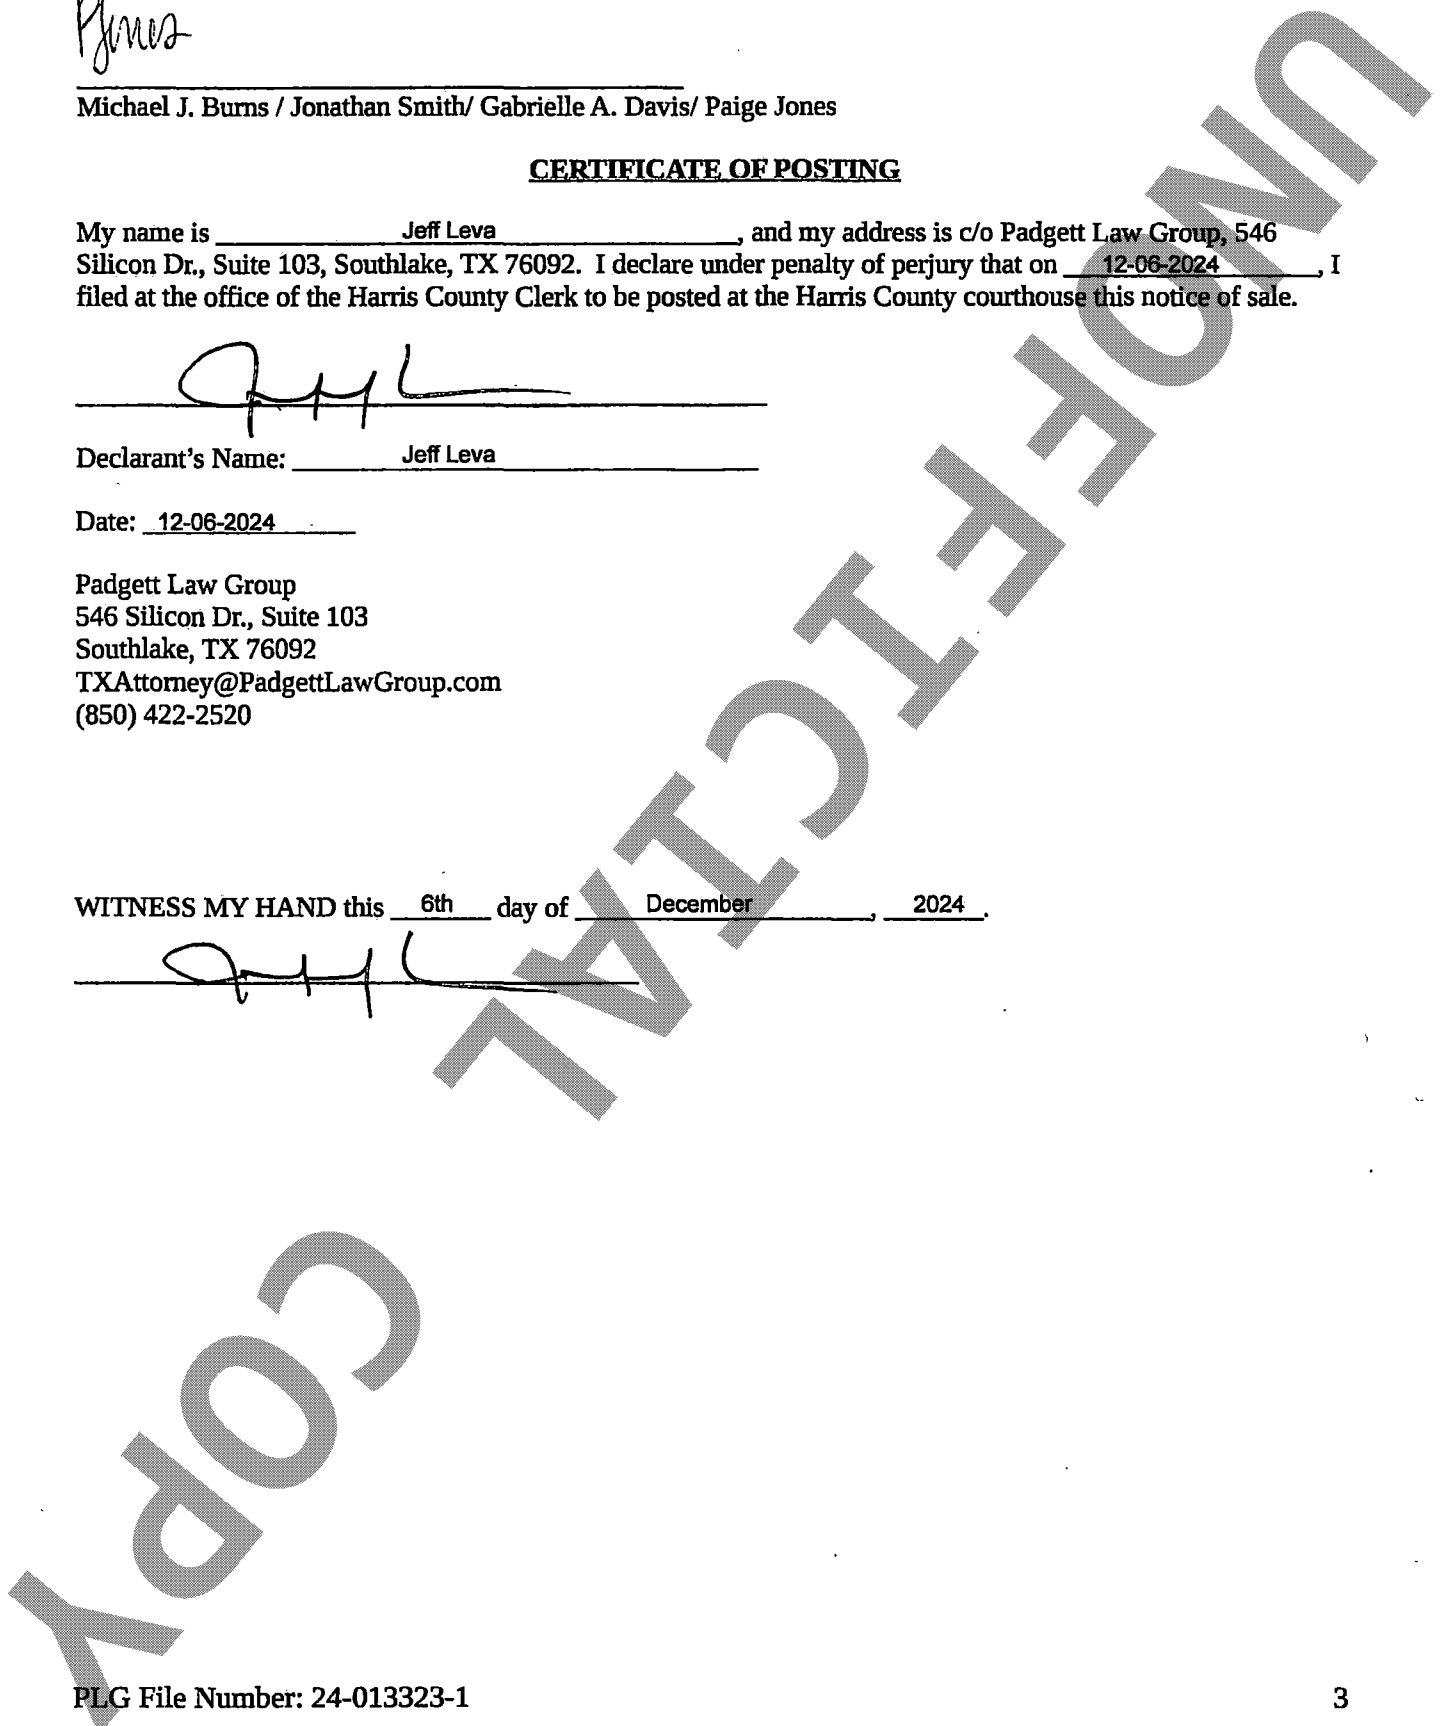 PJones
Michael J. Burns / Jonathan Smith/ Gabrielle A. Davis/ Paige Jones
CERTIFICATE OF POSTING
My name is Jeff Leva, and my address is c/o Padgett Law Group, 546
Silicon Dr., Suite 103, Southlake, TX 76092. I declare under penalty of perjury that on 12-06-2024, I
filed at the office of the Harris County Clerk to be posted at the Harris County courthouse this notice of sale.
Declarant's Name: Jeff Leva
Date: 12-06-2024
Padgett Law Group
546 Silicon Dr., Suite 103
Southlake, TX 76092
TXAttorney@PadgettLawGroup.com
(850) 422-2520
WITNESS MY HAND this 6th day of December, 2024.
PLG File Number: 24-013323-1
3
UNOFFICIAL COPY